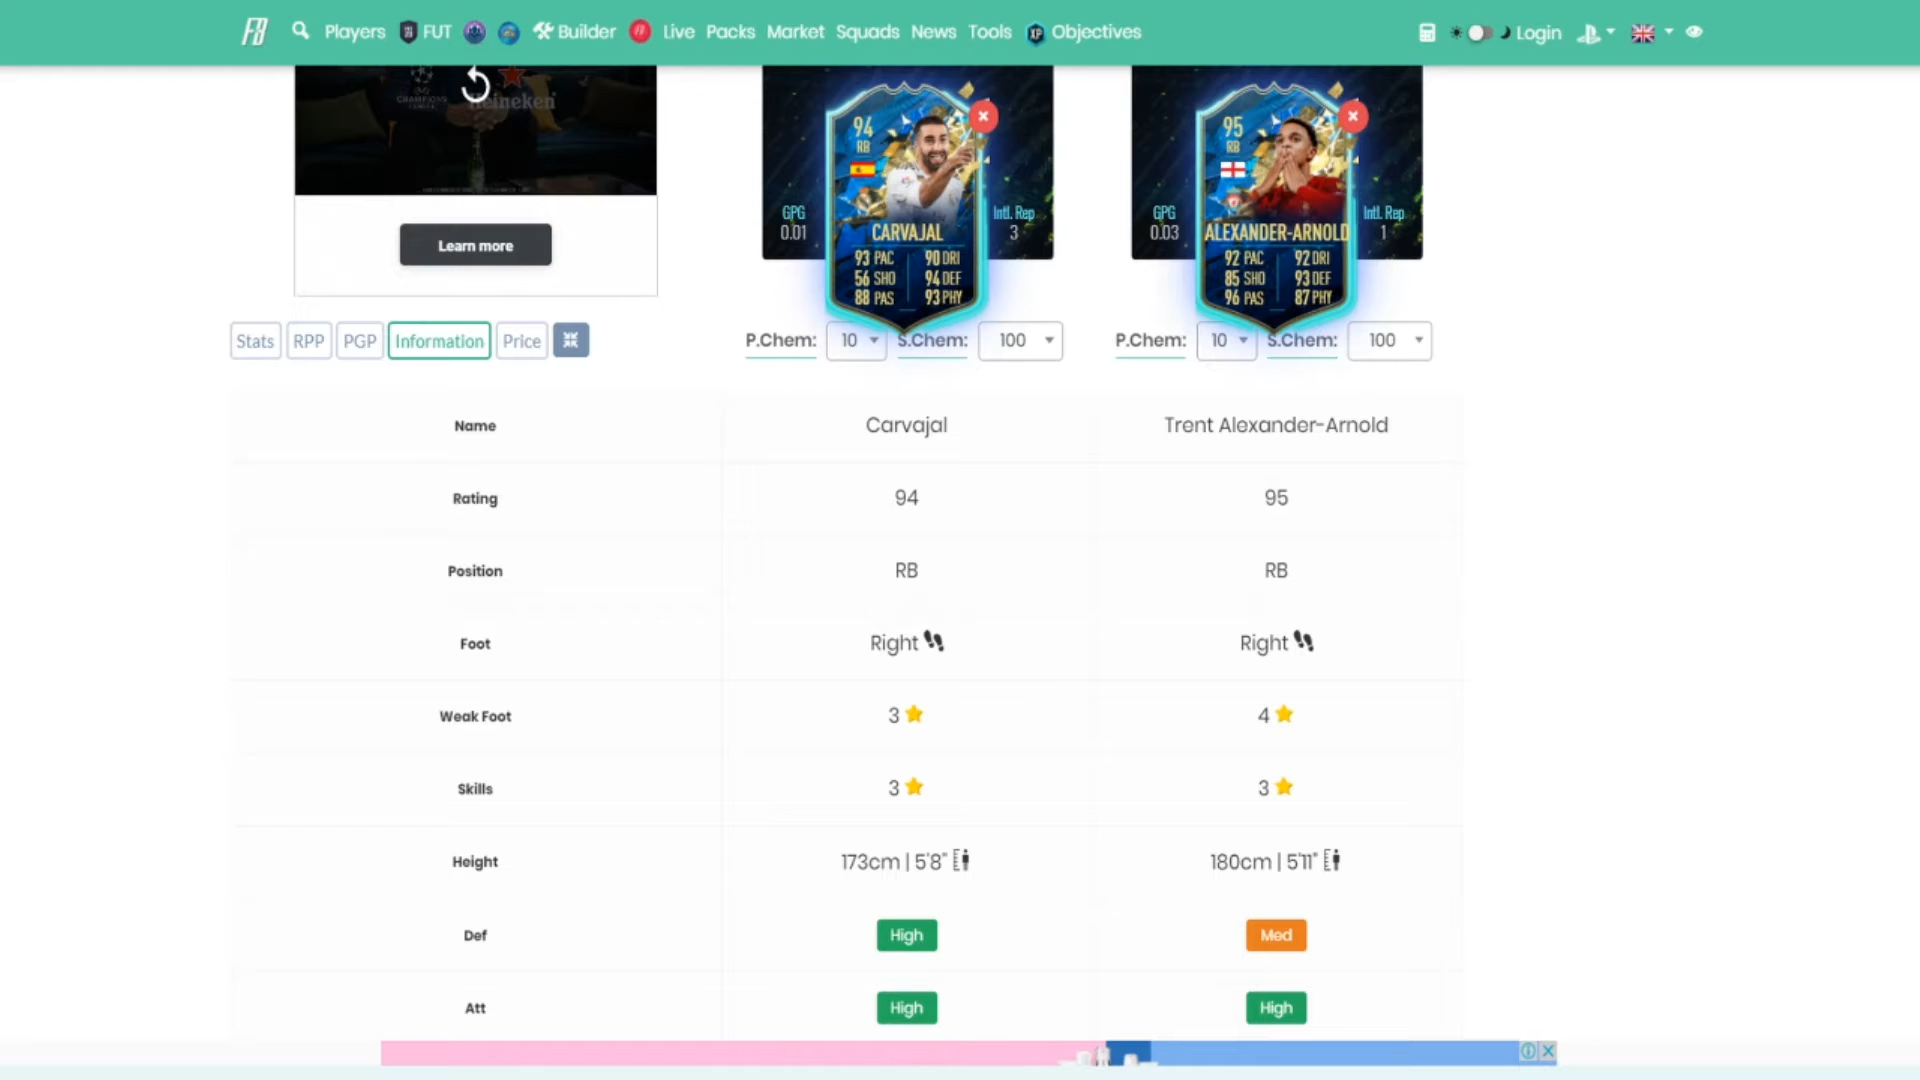 Players FUT Builder Live Packs Market Squads News Tools XP Objectives Login
CHAMPIONS
Heineken
Learn more
94
RB
GPG
0.01
Intl. Rep
3
CARVAJAL
93 PAC 90 DRI
56 SHO 94 DEF
88 PAS 93 PHY
95
RB
GPG
0.03
Intl. Rep
1
ALEXANDER-ARNOLD
92 PAC 92 DRI
85 SHO 93 DEF
96 PAS 87 PHY
Stats RPP PGP Information Price
P.Chem: 10 S.Chem: 100
P.Chem: 10 S.Chem: 100
Name Carvajal Trent Alexander-Arnold
Rating 94 95
Position RB RB
Foot Right Right
Weak Foot 3 4
Skills 3 3
Height 173cm | 5'8" 180cm | 5'11"
Def High Med
Att High High